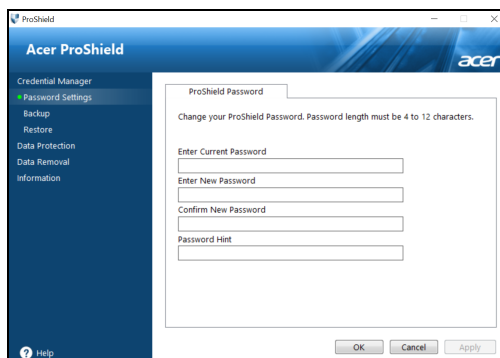 ProShield
Acer ProShield
acer
Credential Manager
Password Settings
Backup
Restore
Data Protection
Data Removal
Information
Help
ProShield Password
Change your ProShield Password. Password length must be 4 to 12 characters.
Enter Current Password
Enter New Password
Confirm New Password
Password Hint
OK
Cancel
Apply